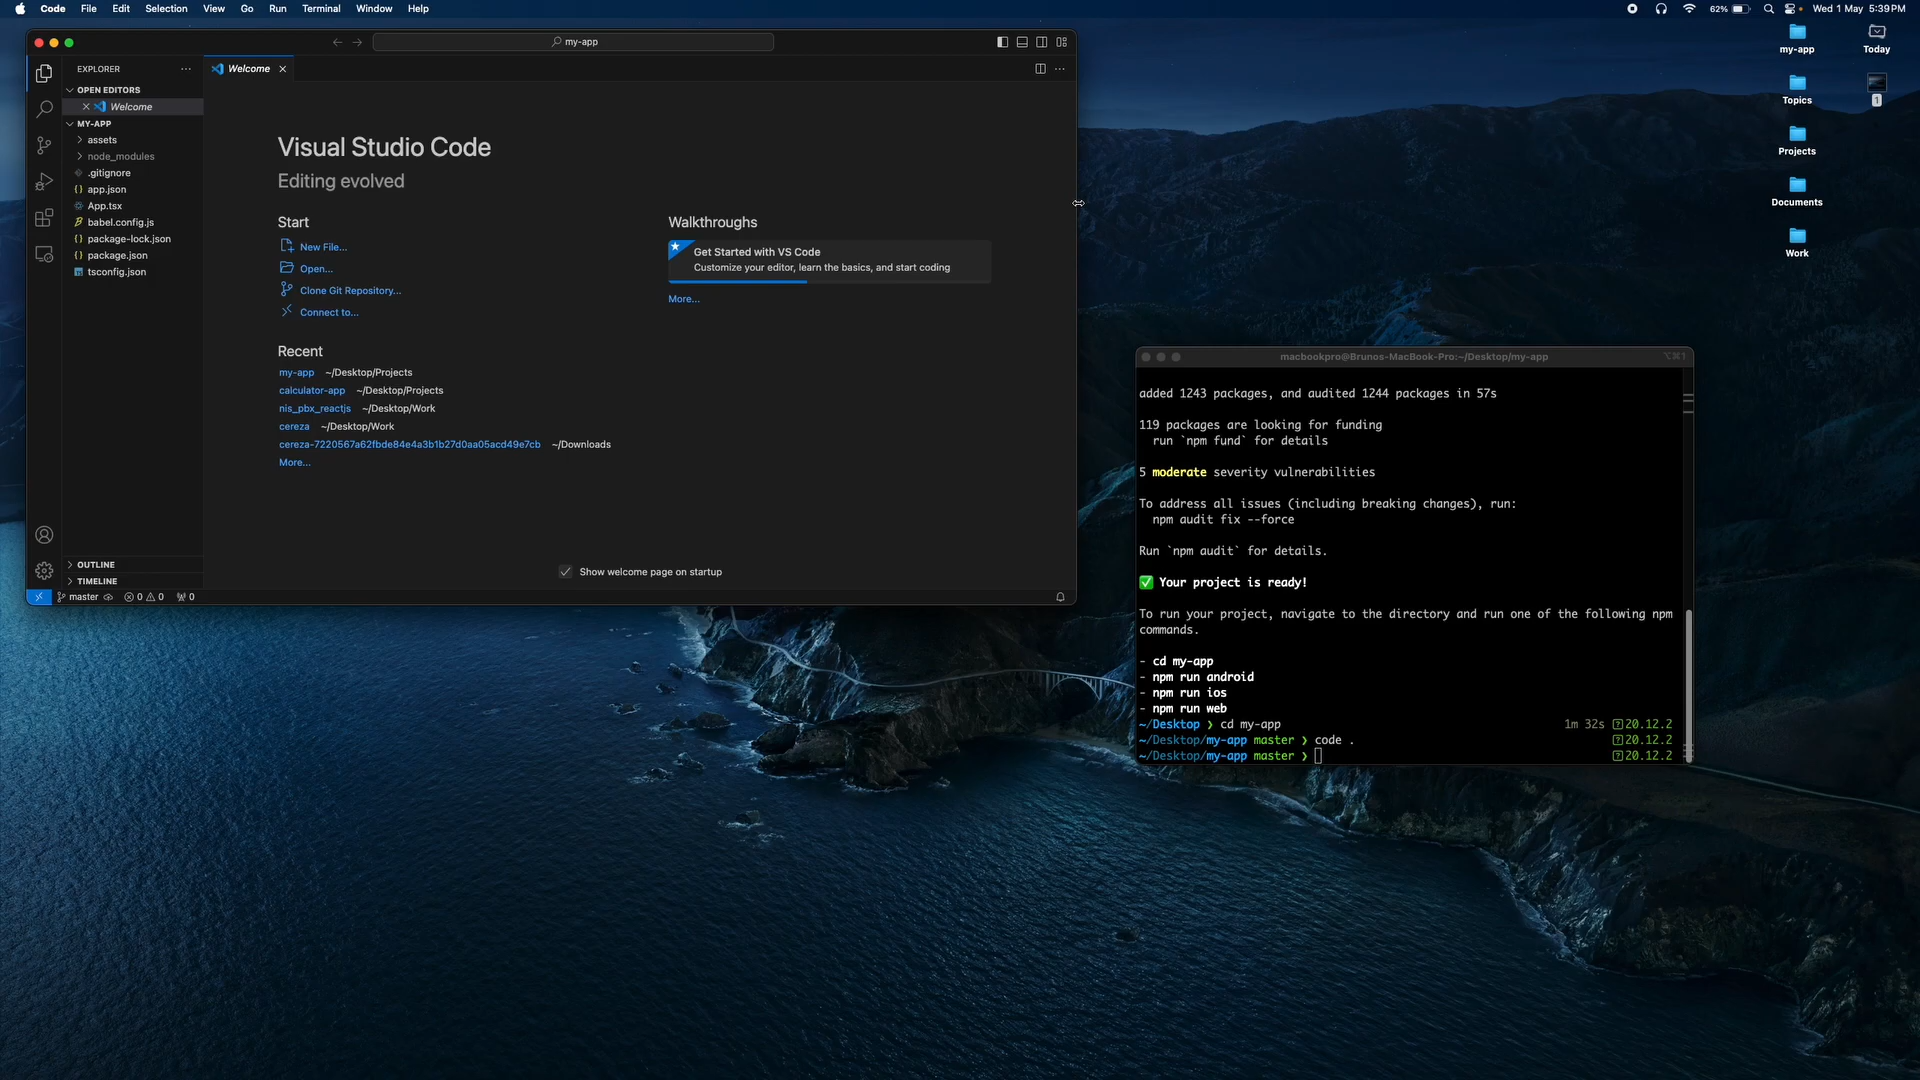 Code File Edit Selection View Go Run Terminal Window Help
62% Wed 1 May 5:39 PM
my-app
EXPLORER
Welcome
OPEN EDITORS
Welcome
MY-APP
assets
node_modules
.gitignore
app.json
App.tsx
babel.config.js
package-lock.json
package.json
tsconfig.json
OUTLINE
TIMELINE
master 0 0 0
Visual Studio Code
Editing evolved
Start
New File...
Open...
Clone Git Repository...
Connect to...
Recent
my-app ~/Desktop/Projects
calculator-app ~/Desktop/Projects
nis_pbx_reactjs ~/Desktop/Work
cereza ~/Desktop/Work
cereza-7220567a62fbde84e4a3b1b27d0aa05acd49e7cb ~/Downloads
More...
Walkthroughs
Get Started with VS Code
Customize your editor, learn the basics, and start coding
More...
Show welcome page on startup
macbookpro@Brunos-MacBook-Pro:~/Desktop/my-app ⌥⌘1
added 1243 packages, and audited 1244 packages in 57s
119 packages are looking for funding
run `npm fund` for details
5 moderate severity vulnerabilities
To address all issues (including breaking changes), run:
npm audit fix --force
Run `npm audit` for details.
✅ Your project is ready!
To run your project, navigate to the directory and run one of the following npm
commands.
- cd my-app
- npm run android
- npm run ios
- npm run web
~/Desktop ❯ cd my-app 1m 32s 20.12.2
~/Desktop/my-app master ❯ code . 20.12.2
~/Desktop/my-app master ❯ 20.12.2
my-app
Today
Topics
1
Projects
Documents
Work